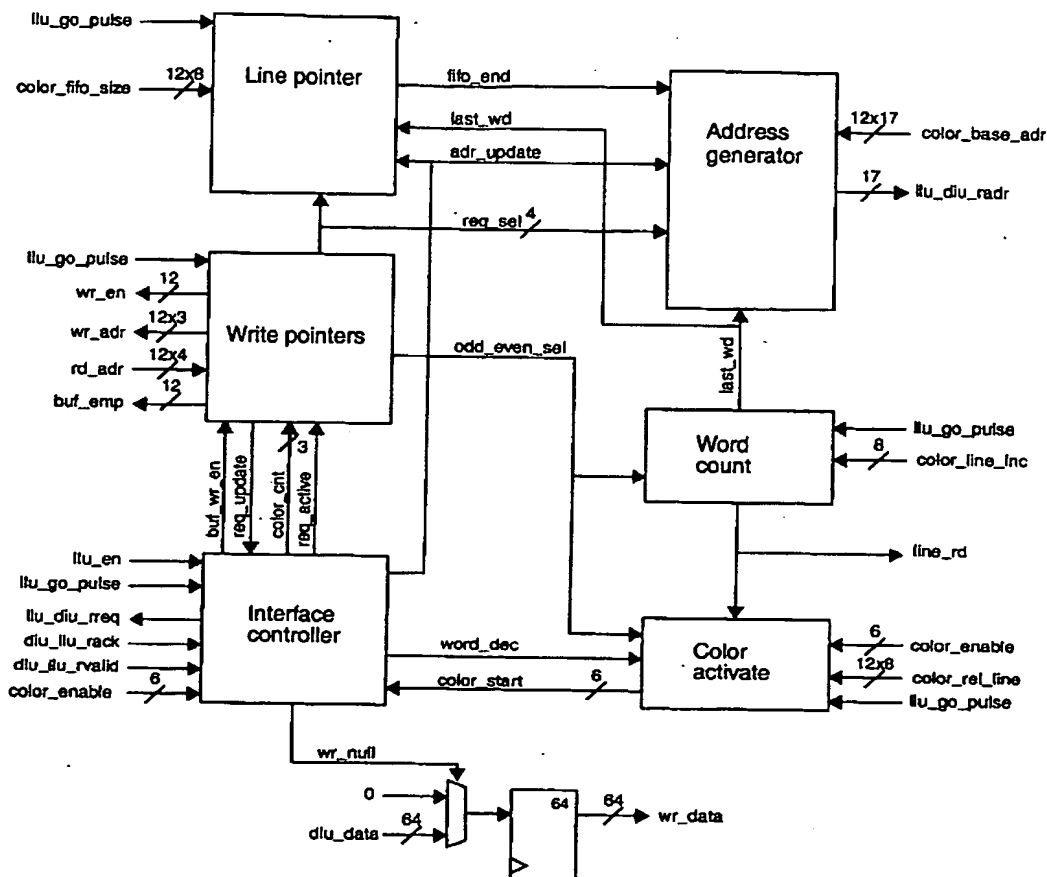 llu_go_pulse
12x8
color_fifo_size
Line pointer
fifo_end
last_wd
adr_update
req_sel
4
Address
generator
12x17
color_base_adr
17
llu_diu_radr
llu_go_pulse
12
wr_en
12x3
wr_adr
12x4
rd_adr
12
buf_emp
Write pointers
odd_even_sel
last_wd
Word
count
llu_go_pulse
8
color_line_inc
3
buf_wr_en
req_update
color_cnt
req_active
llu_en
llu_go_pulse
llu_diu_rreq
diu_llu_rack
diu_llu_rvalid
6
color_enable
Interface
controller
word_dec
color_start
6
line_rd
Color
activate
6
color_enable
12x8
color_rel_line
llu_go_pulse
wr_null
0
64
diu_data
64
64
wr_data